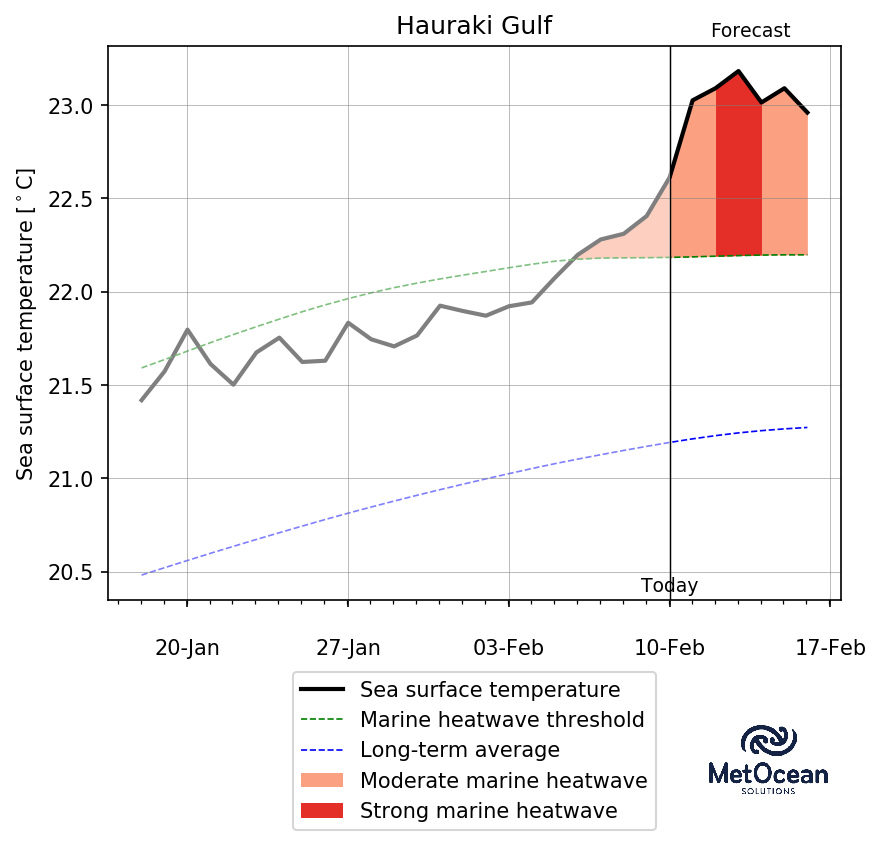 Hauraki Gulf
Forecast
Sea surface temperature [°C]
23.0
22.5
22.0
21.5
21.0
20.5
Today
20-Jan
27-Jan
03-Feb
10-Feb
17-Feb
Sea surface temperature
Marine heatwave threshold
Long-term average
Moderate marine heatwave
Strong marine heatwave
MetOcean
SOLUTIONS